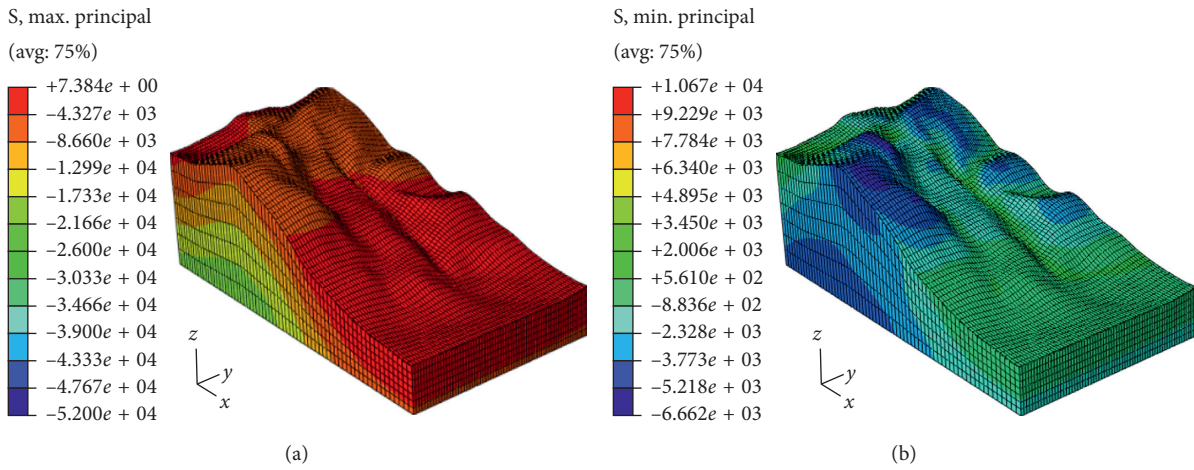 S, max. principal
(avg: 75%)
+7.384e + 00
–4.327e + 03
–8.660e + 03
–1.299e + 04
–1.733e + 04
–2.166e + 04
–2.600e + 04
–3.033e + 04
–3.466e + 04
–3.900e + 04
–4.333e + 04
–4.767e + 04
–5.200e + 04
z
y
x
(a)
S, min. principal
(avg: 75%)
+1.067e + 04
+9.229e + 03
+7.784e + 03
+6.340e + 03
+4.895e + 03
+3.450e + 03
+2.006e + 03
+5.610e + 02
–8.836e + 02
–2.328e + 03
–3.773e + 03
–5.218e + 03
–6.662e + 03
z
y
x
(b)